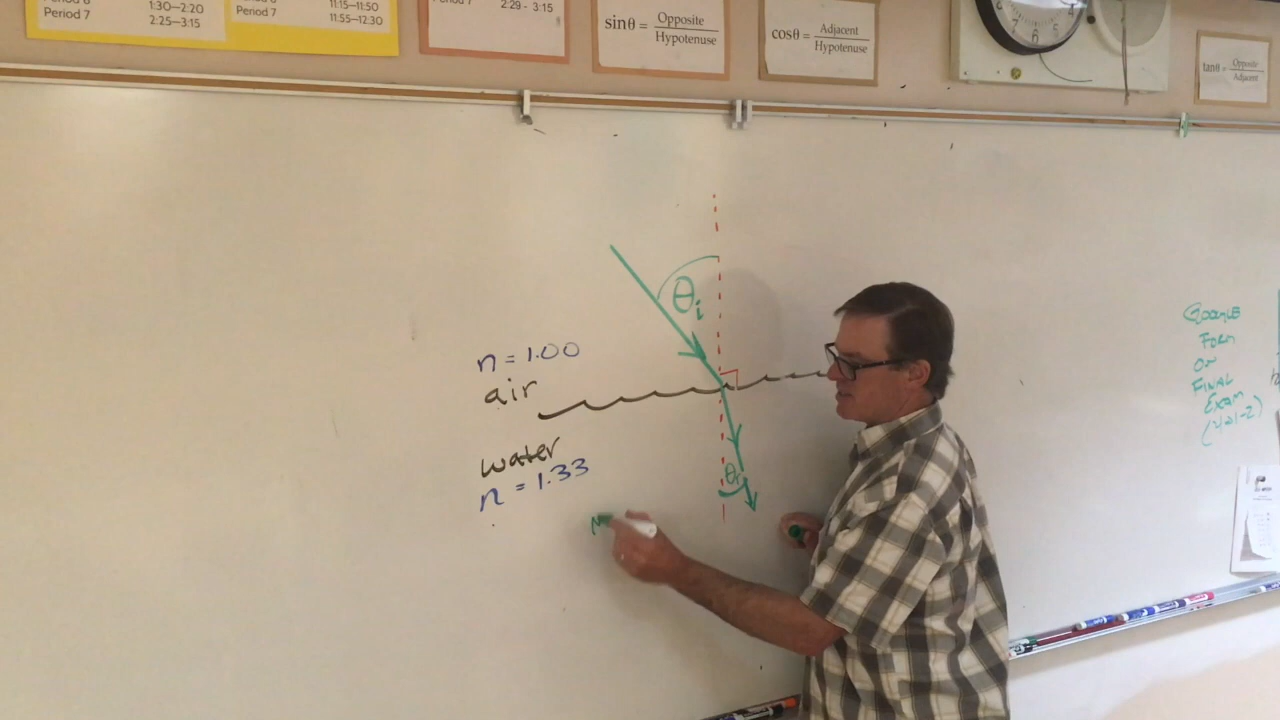 1:30—2:20
Period 7
2:25—3:15
11:15—11:50
Period 7
11:55—12:30
2:29 - 3:15
sinθ = Opposite
Hypotenuse
cosθ = Adjacent
Hypotenuse
tanθ = Opposite
Adjacent
θi
n = 1.00
air
water
n = 1.33
θr
GOOGLE
FORM
ON
FINAL
EXAM